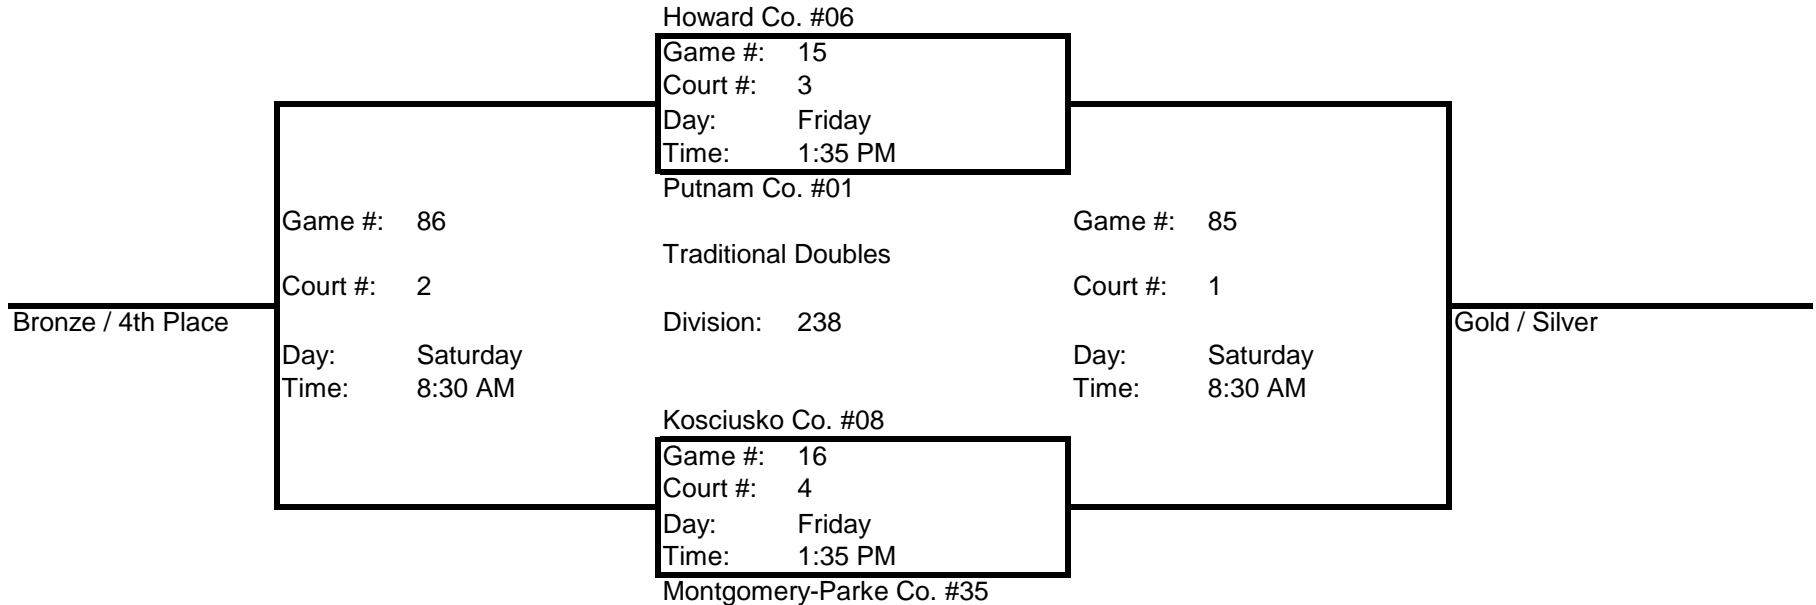 Howard Co. #06
Game #: 15
Court #: 3
Day: Friday
Time: 1:35 PM
Putnam Co. #01
Game #: 86
Court #: 2
Bronze / 4th Place
Day: Saturday
Time: 8:30 AM
Traditional Doubles
Division: 238
Game #: 85
Court #: 1
Gold / Silver
Day: Saturday
Time: 8:30 AM
Kosciusko Co. #08
Game #: 16
Court #: 4
Day: Friday
Time: 1:35 PM
Montgomery-Parke Co. #35